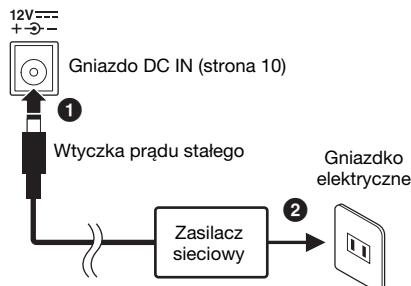 12V
+ -
Gniazdo DC IN (strona 10)
1
Wtyczka prądu stałego
Gniazdko
elektryczne
2
Zasilacz
sieciowy